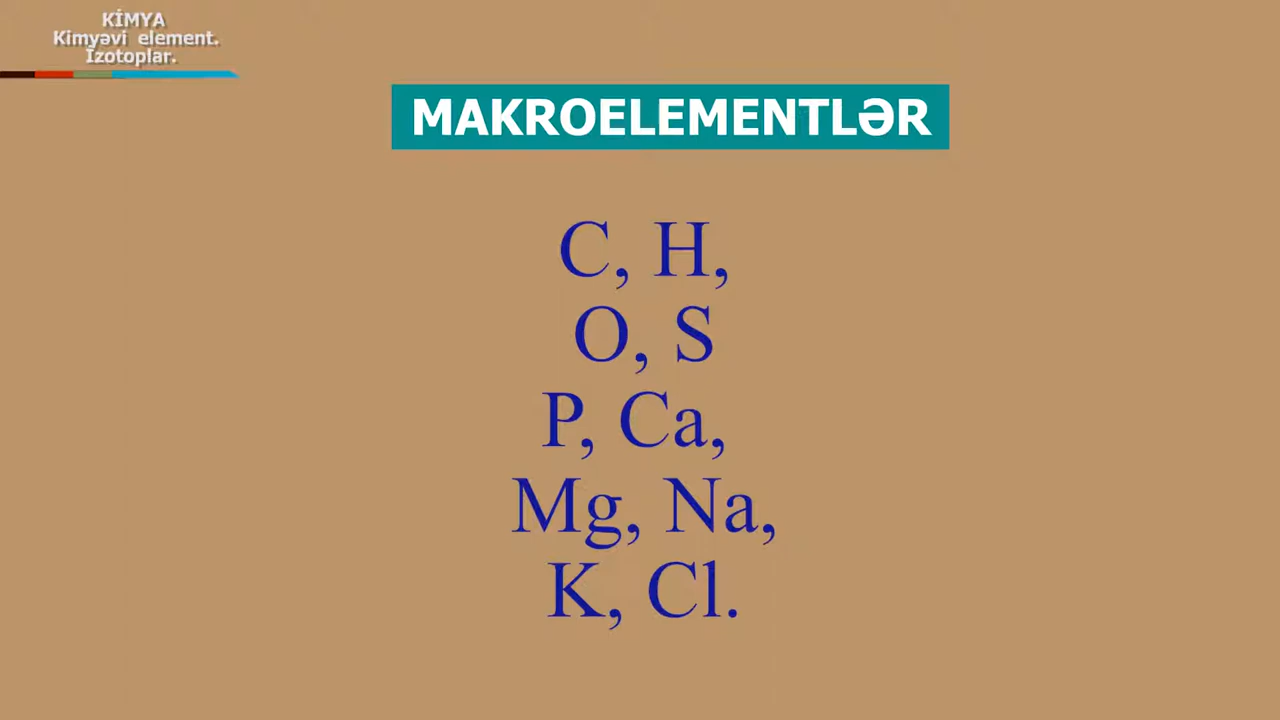 KİMYA
Kimyəvi element.
İzotoplar.
MAKROELEMENTLƏR
C, H,
O, S
P, Ca,
Mg, Na,
K, Cl.